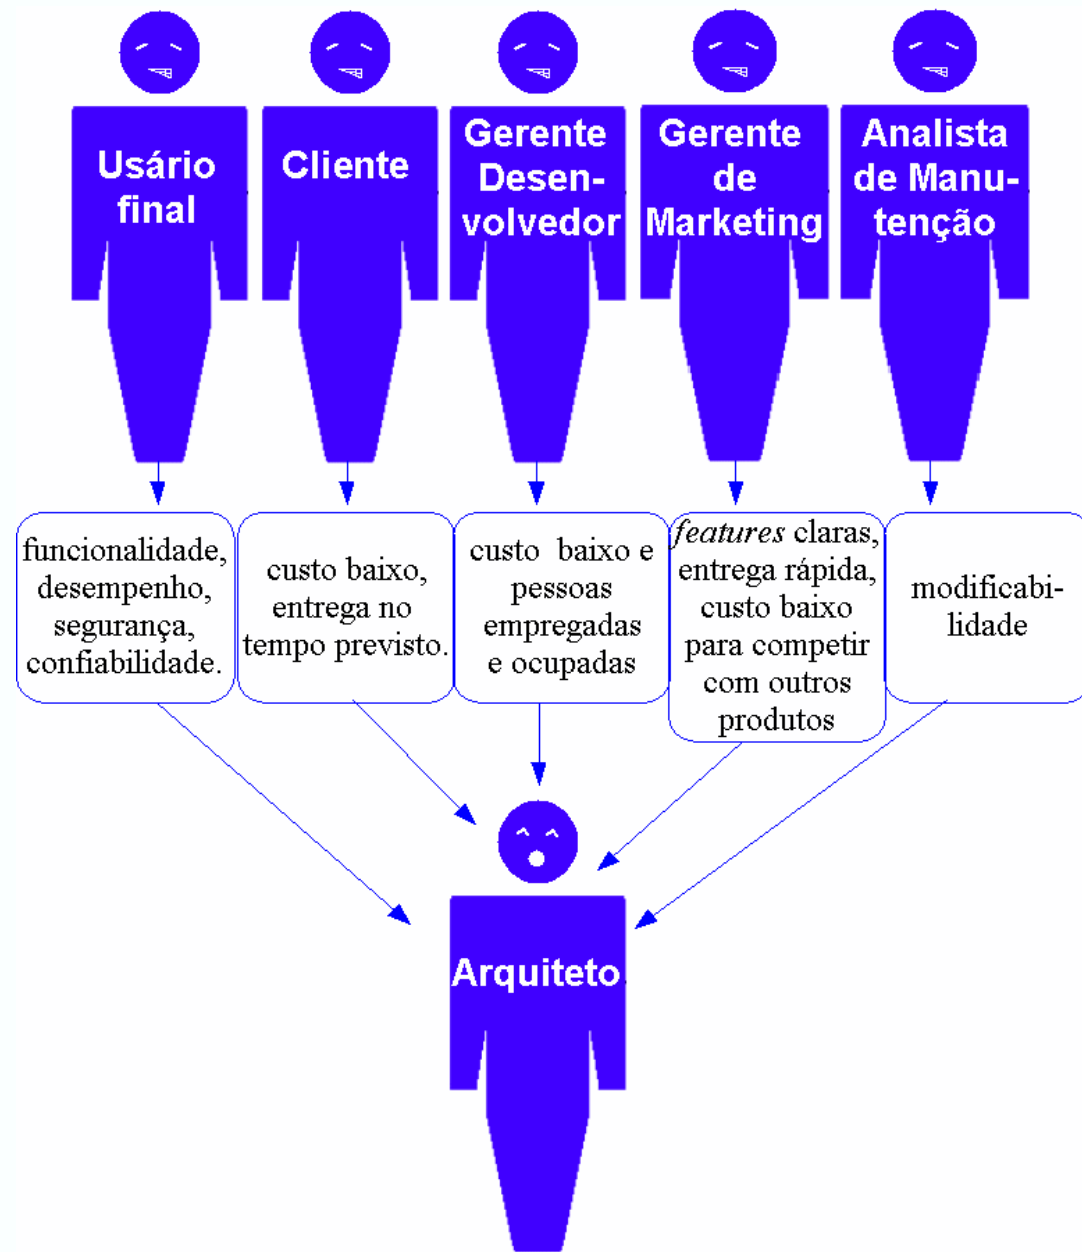 Usário
final
Cliente
Gerente
Desen-
volvedor
Gerente
de
Marketing
Analista
de Manu-
tenção
funcionalidade,
desempenho,
segurança,
confiabilidade.
custo baixo,
entrega no
tempo previsto.
custo baixo e
pessoas
empregadas
e ocupadas
features claras,
entrega rápida,
custo baixo
para competir
com outros
produtos
modificabi-
lidade
Arquiteto